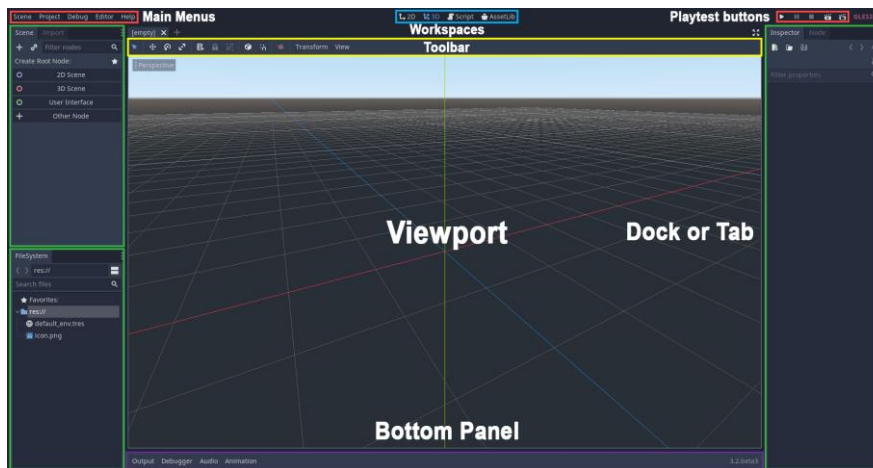 Scene Project Debug Editor Help Main Menus
2D 3D Script AssetLib
Playtest buttons
GLES2
Scene Import
[empty]
Workspaces
Inspector Node
Filter nodes
Transform View
Toolbar
Create Root Node:
[ Perspective ]
2D Scene
Filter properties
3D Scene
User Interface
Other Node
Viewport
Dock or Tab
FileSystem
res://
Search files
Favorites:
res://
default_env.tres
icon.png
Bottom Panel
Output Debugger Audio Animation
3.2.beta3